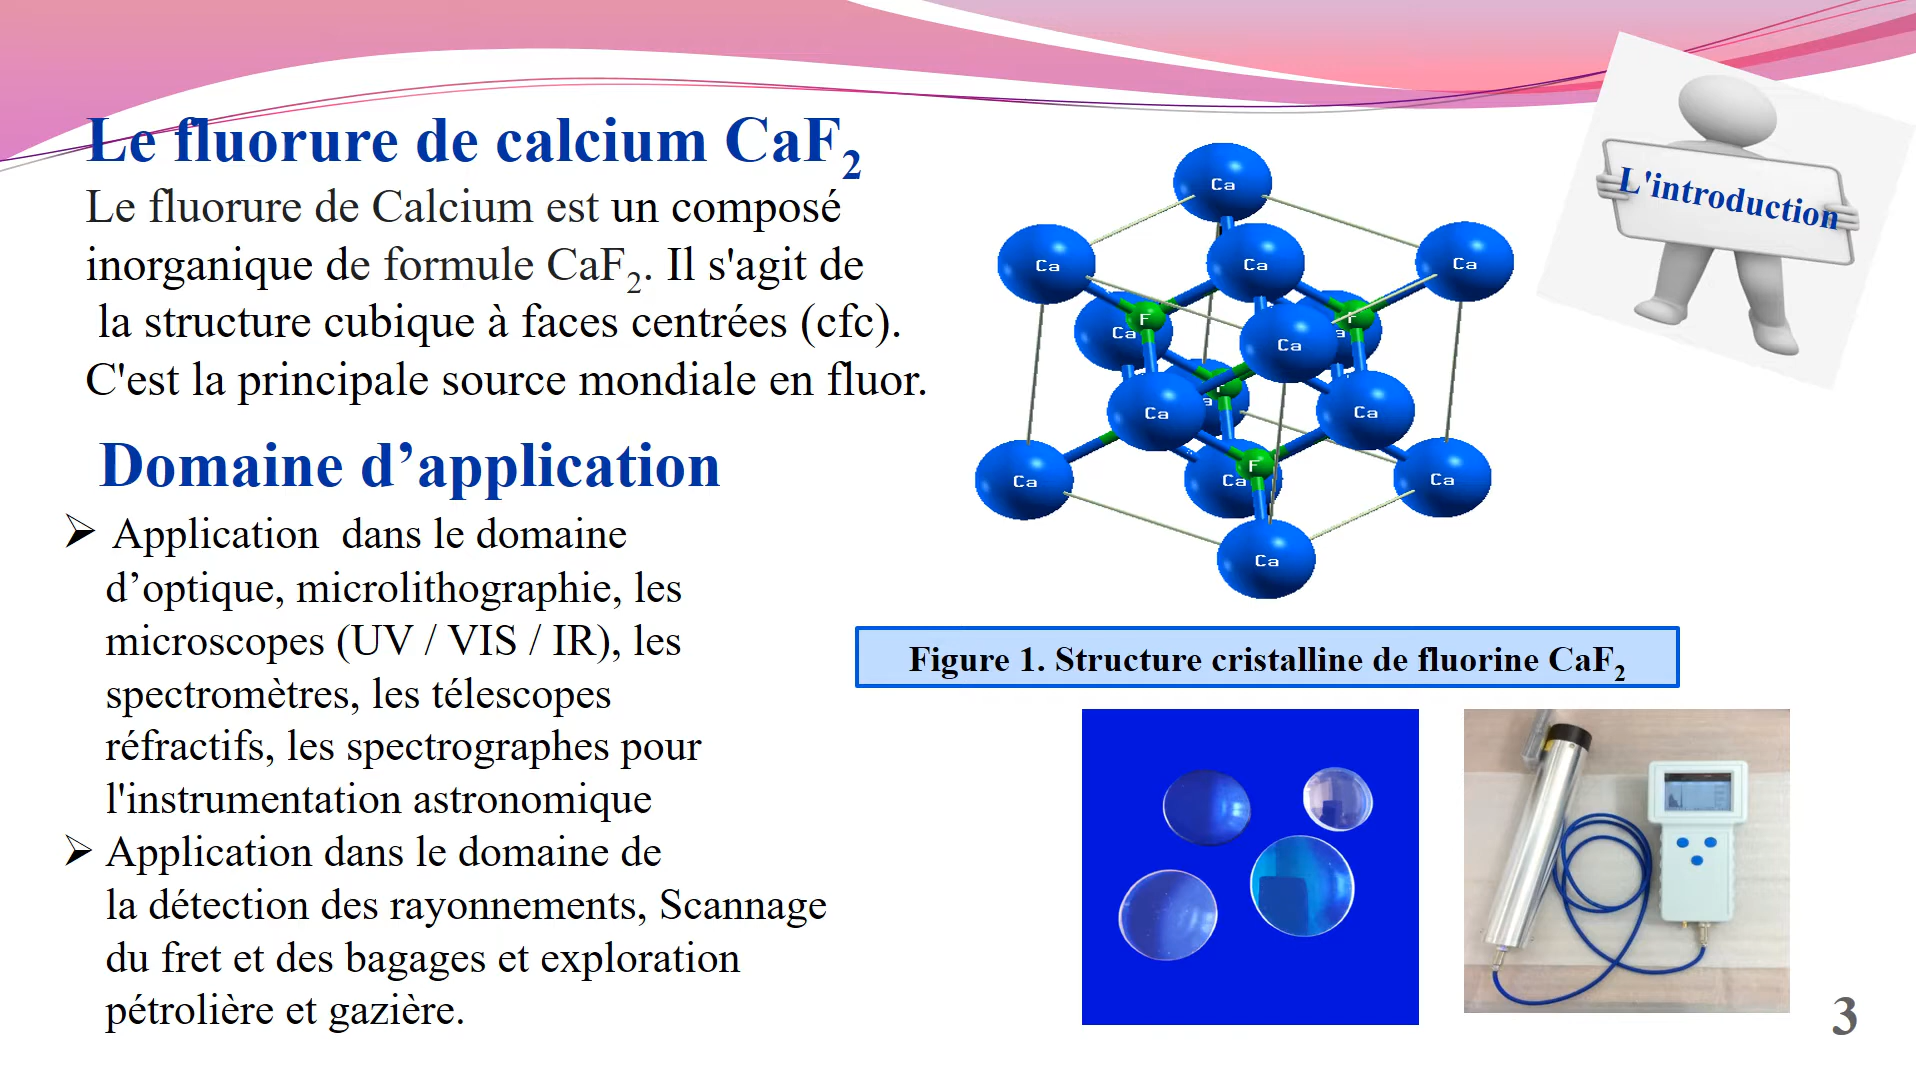 Le fluorure de calcium CaF2
Le fluorure de Calcium est un composé
inorganique de formule CaF2. Il s'agit de
la structure cubique à faces centrées (cfc).
C'est la principale source mondiale en fluor.
Domaine d’application
➢ Application dans le domaine
d’optique, microlithographie, les
microscopes (UV / VIS / IR), les
spectromètres, les télescopes
réfractifs, les spectrographes pour
l'instrumentation astronomique
➢ Application dans le domaine de
la détection des rayonnements, Scannage
du fret et des bagages et exploration
pétrolière et gazière.
L'introduction
Ca
Ca
Ca
Ca
F
F
Ca
Ca
a
F
a
Ca
Ca
F
Ca
Ca
Ca
Ca
Figure 1. Structure cristalline de fluorine CaF2
3